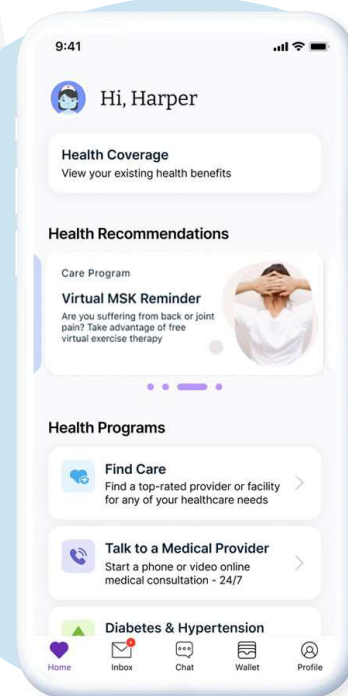 9:41
Hi, Harper
Health Coverage
View your existing health benefits
Health Recommendations
Care Program
Virtual MSK Reminder
Are you suffering from back or joint
pain? Take advantage of free
virtual exercise therapy
Health Programs
Find Care
Find a top-rated provider or facility
for any of your healthcare needs
Talk to a Medical Provider
Start a phone or video online
medical consultation - 24/7
Diabetes & Hypertension
Home
Inbox
Chat
Wallet
Profile